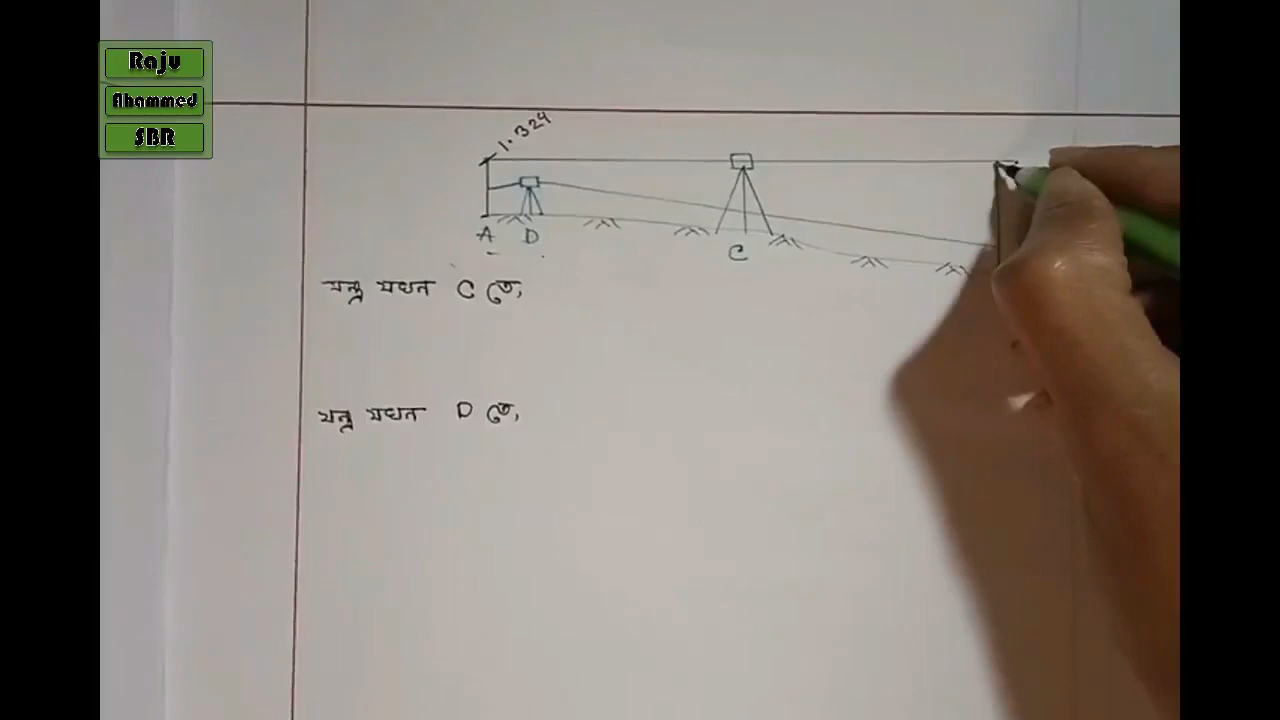 Raju
Ahammed
SBR
1.324
A D
C
যন্ত্র যখন C তে,
যন্ত্র যখন D তে,